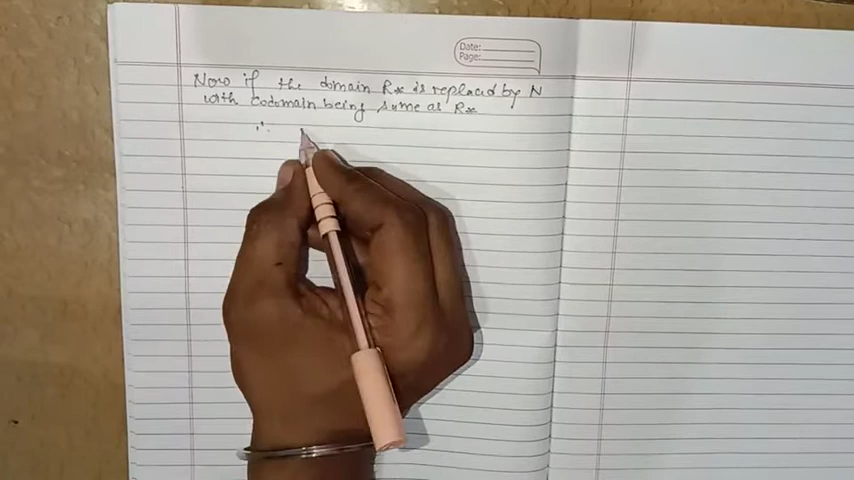 Date:
Page:
Now if the domain R* is replaced by N
with codomain being same as R*
∴